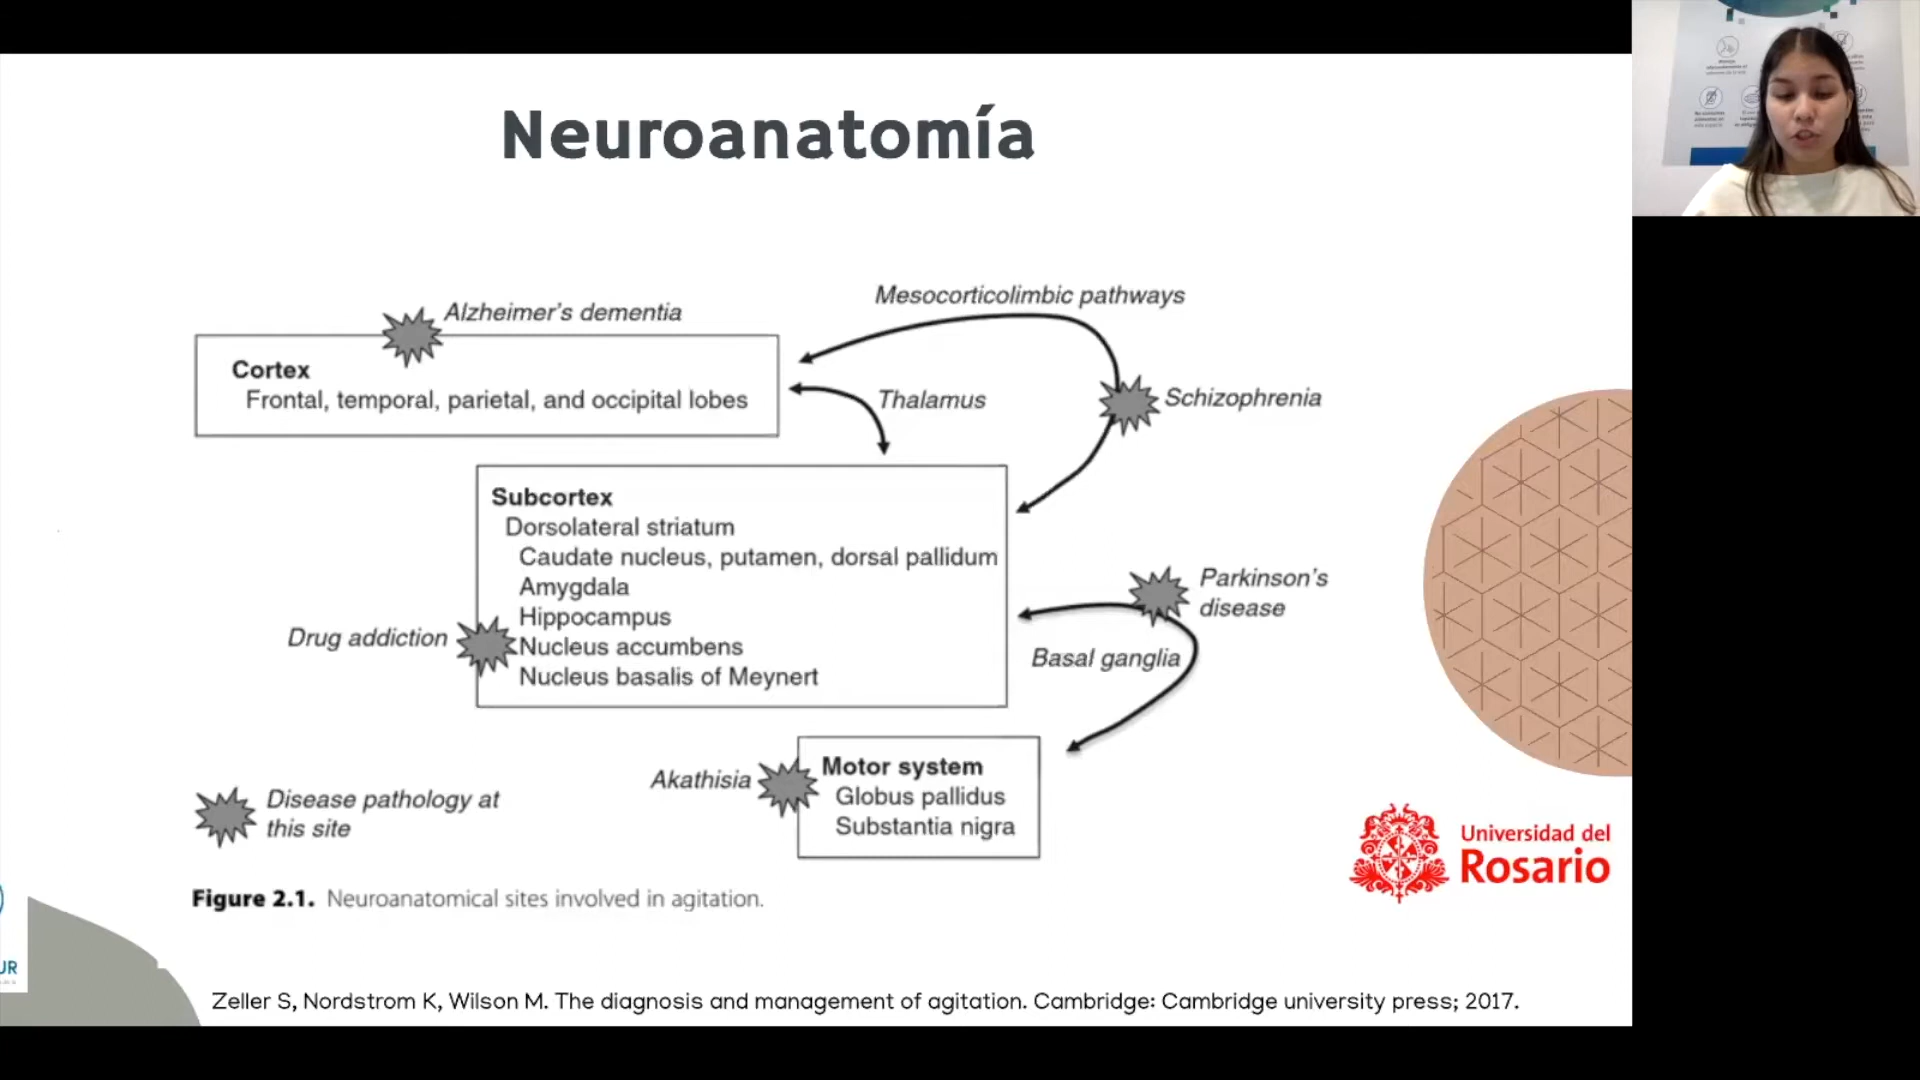 Neuroanatomía
Alzheimer's dementia
Mesocorticolimbic pathways
Cortex
Frontal, temporal, parietal, and occipital lobes
Thalamus
Schizophrenia
Subcortex
Dorsolateral striatum
Caudate nucleus, putamen, dorsal pallidum
Amygdala
Hippocampus
Nucleus accumbens
Nucleus basalis of Meynert
Drug addiction
Parkinson's
disease
Basal ganglia
Akathisia
Motor system
Globus pallidus
Substantia nigra
Disease pathology at
this site
Universidad del
Rosario
Figure 2.1. Neuroanatomical sites involved in agitation.
UR
Zeller S, Nordstrom K, Wilson M. The diagnosis and management of agitation. Cambridge: Cambridge university press; 2017.